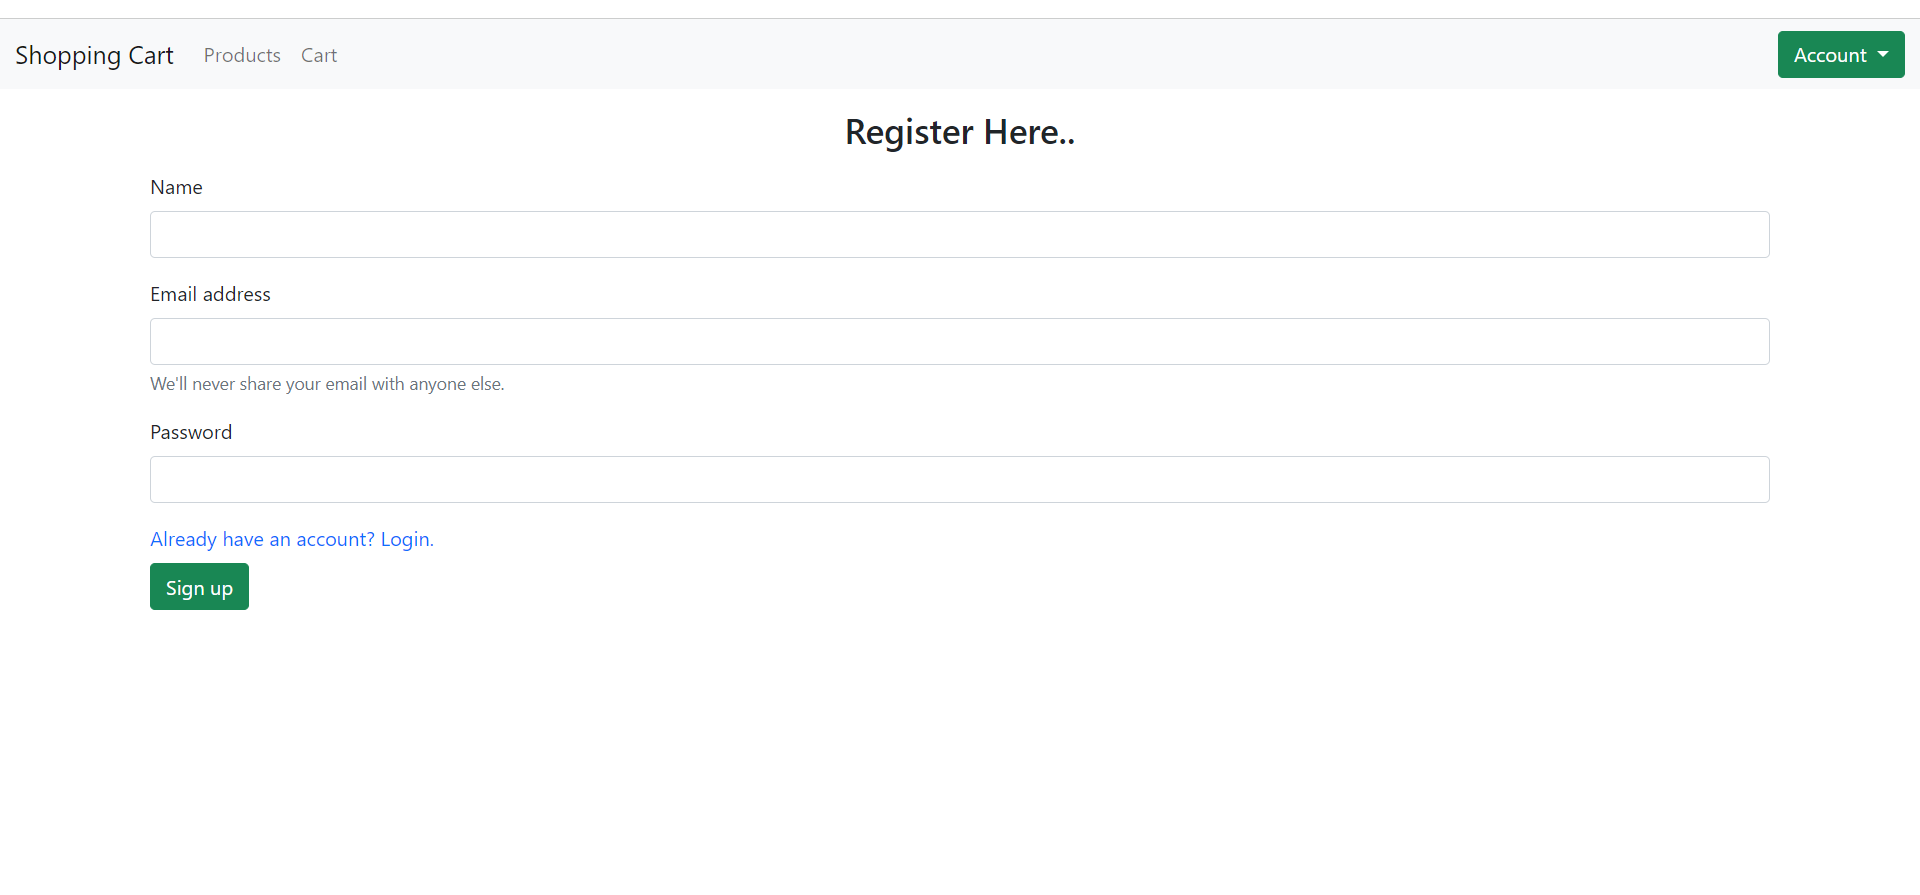 Shopping Cart Products Cart Account
Register Here..
Name
Email address
We'll never share your email with anyone else.
Password
Already have an account? Login.
Sign up